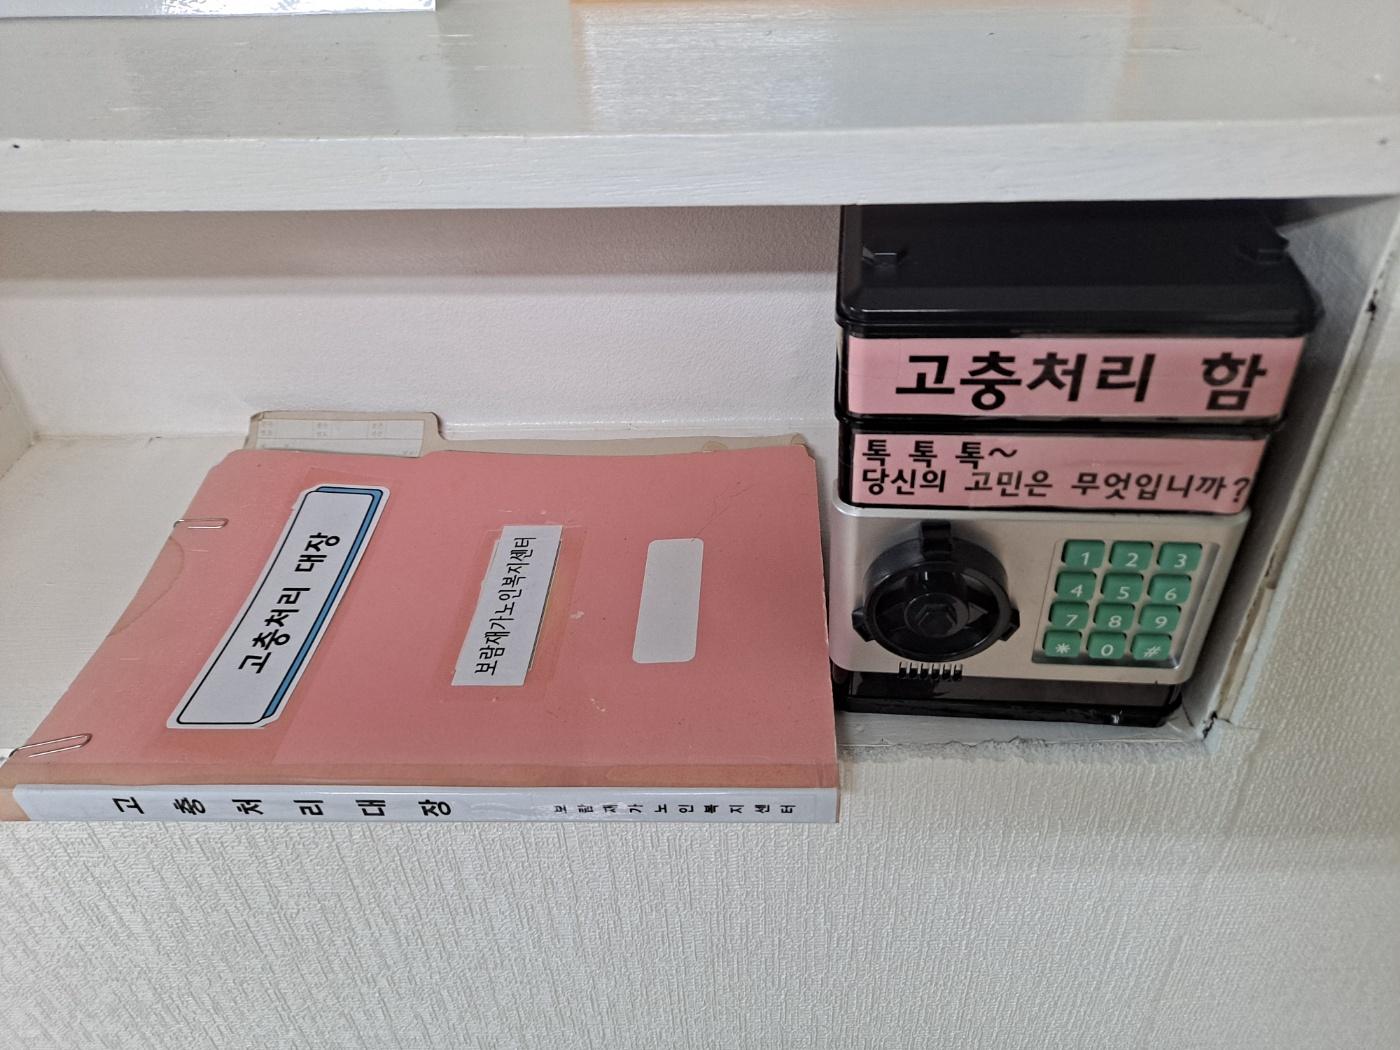 고충처리 대장
보람재가노인복지센터
고충처리대장 보람재가노인복지센터
고충처리 함
톡 톡 톡~
당신의 고민은 무엇입니까?
1 2 3
4 5 6
7 8 9
* 0 #